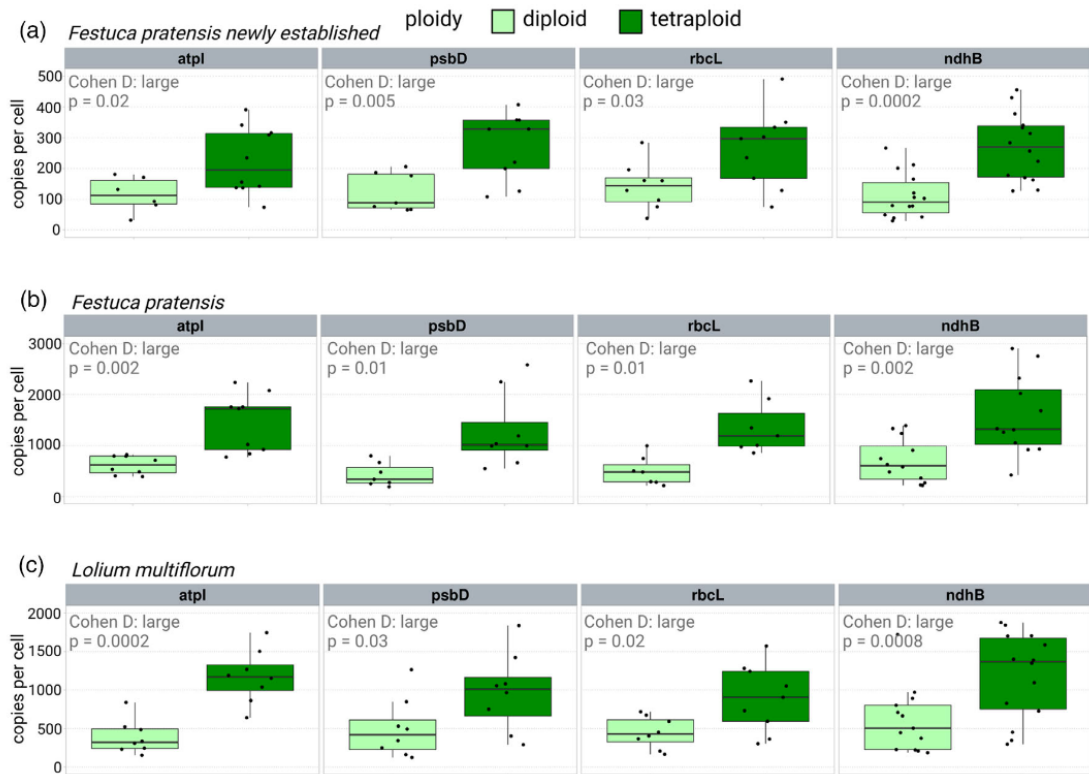 ploidy diploid tetraploid
(a) Festuca pratensis newly established
atpI psbD rbcL ndhB
Cohen D: large Cohen D: large Cohen D: large Cohen D: large
p = 0.02 p = 0.005 p = 0.03 p = 0.0002
copies per cell
500
400
300
200
100
0
(b) Festuca pratensis
atpI psbD rbcL ndhB
Cohen D: large Cohen D: large Cohen D: large Cohen D: large
p = 0.002 p = 0.01 p = 0.01 p = 0.002
copies per cell
3000
2000
1000
0
(c) Lolium multiflorum
atpI psbD rbcL ndhB
Cohen D: large Cohen D: large Cohen D: large Cohen D: large
p = 0.0002 p = 0.03 p = 0.02 p = 0.0008
copies per cell
2000
1500
1000
500
0